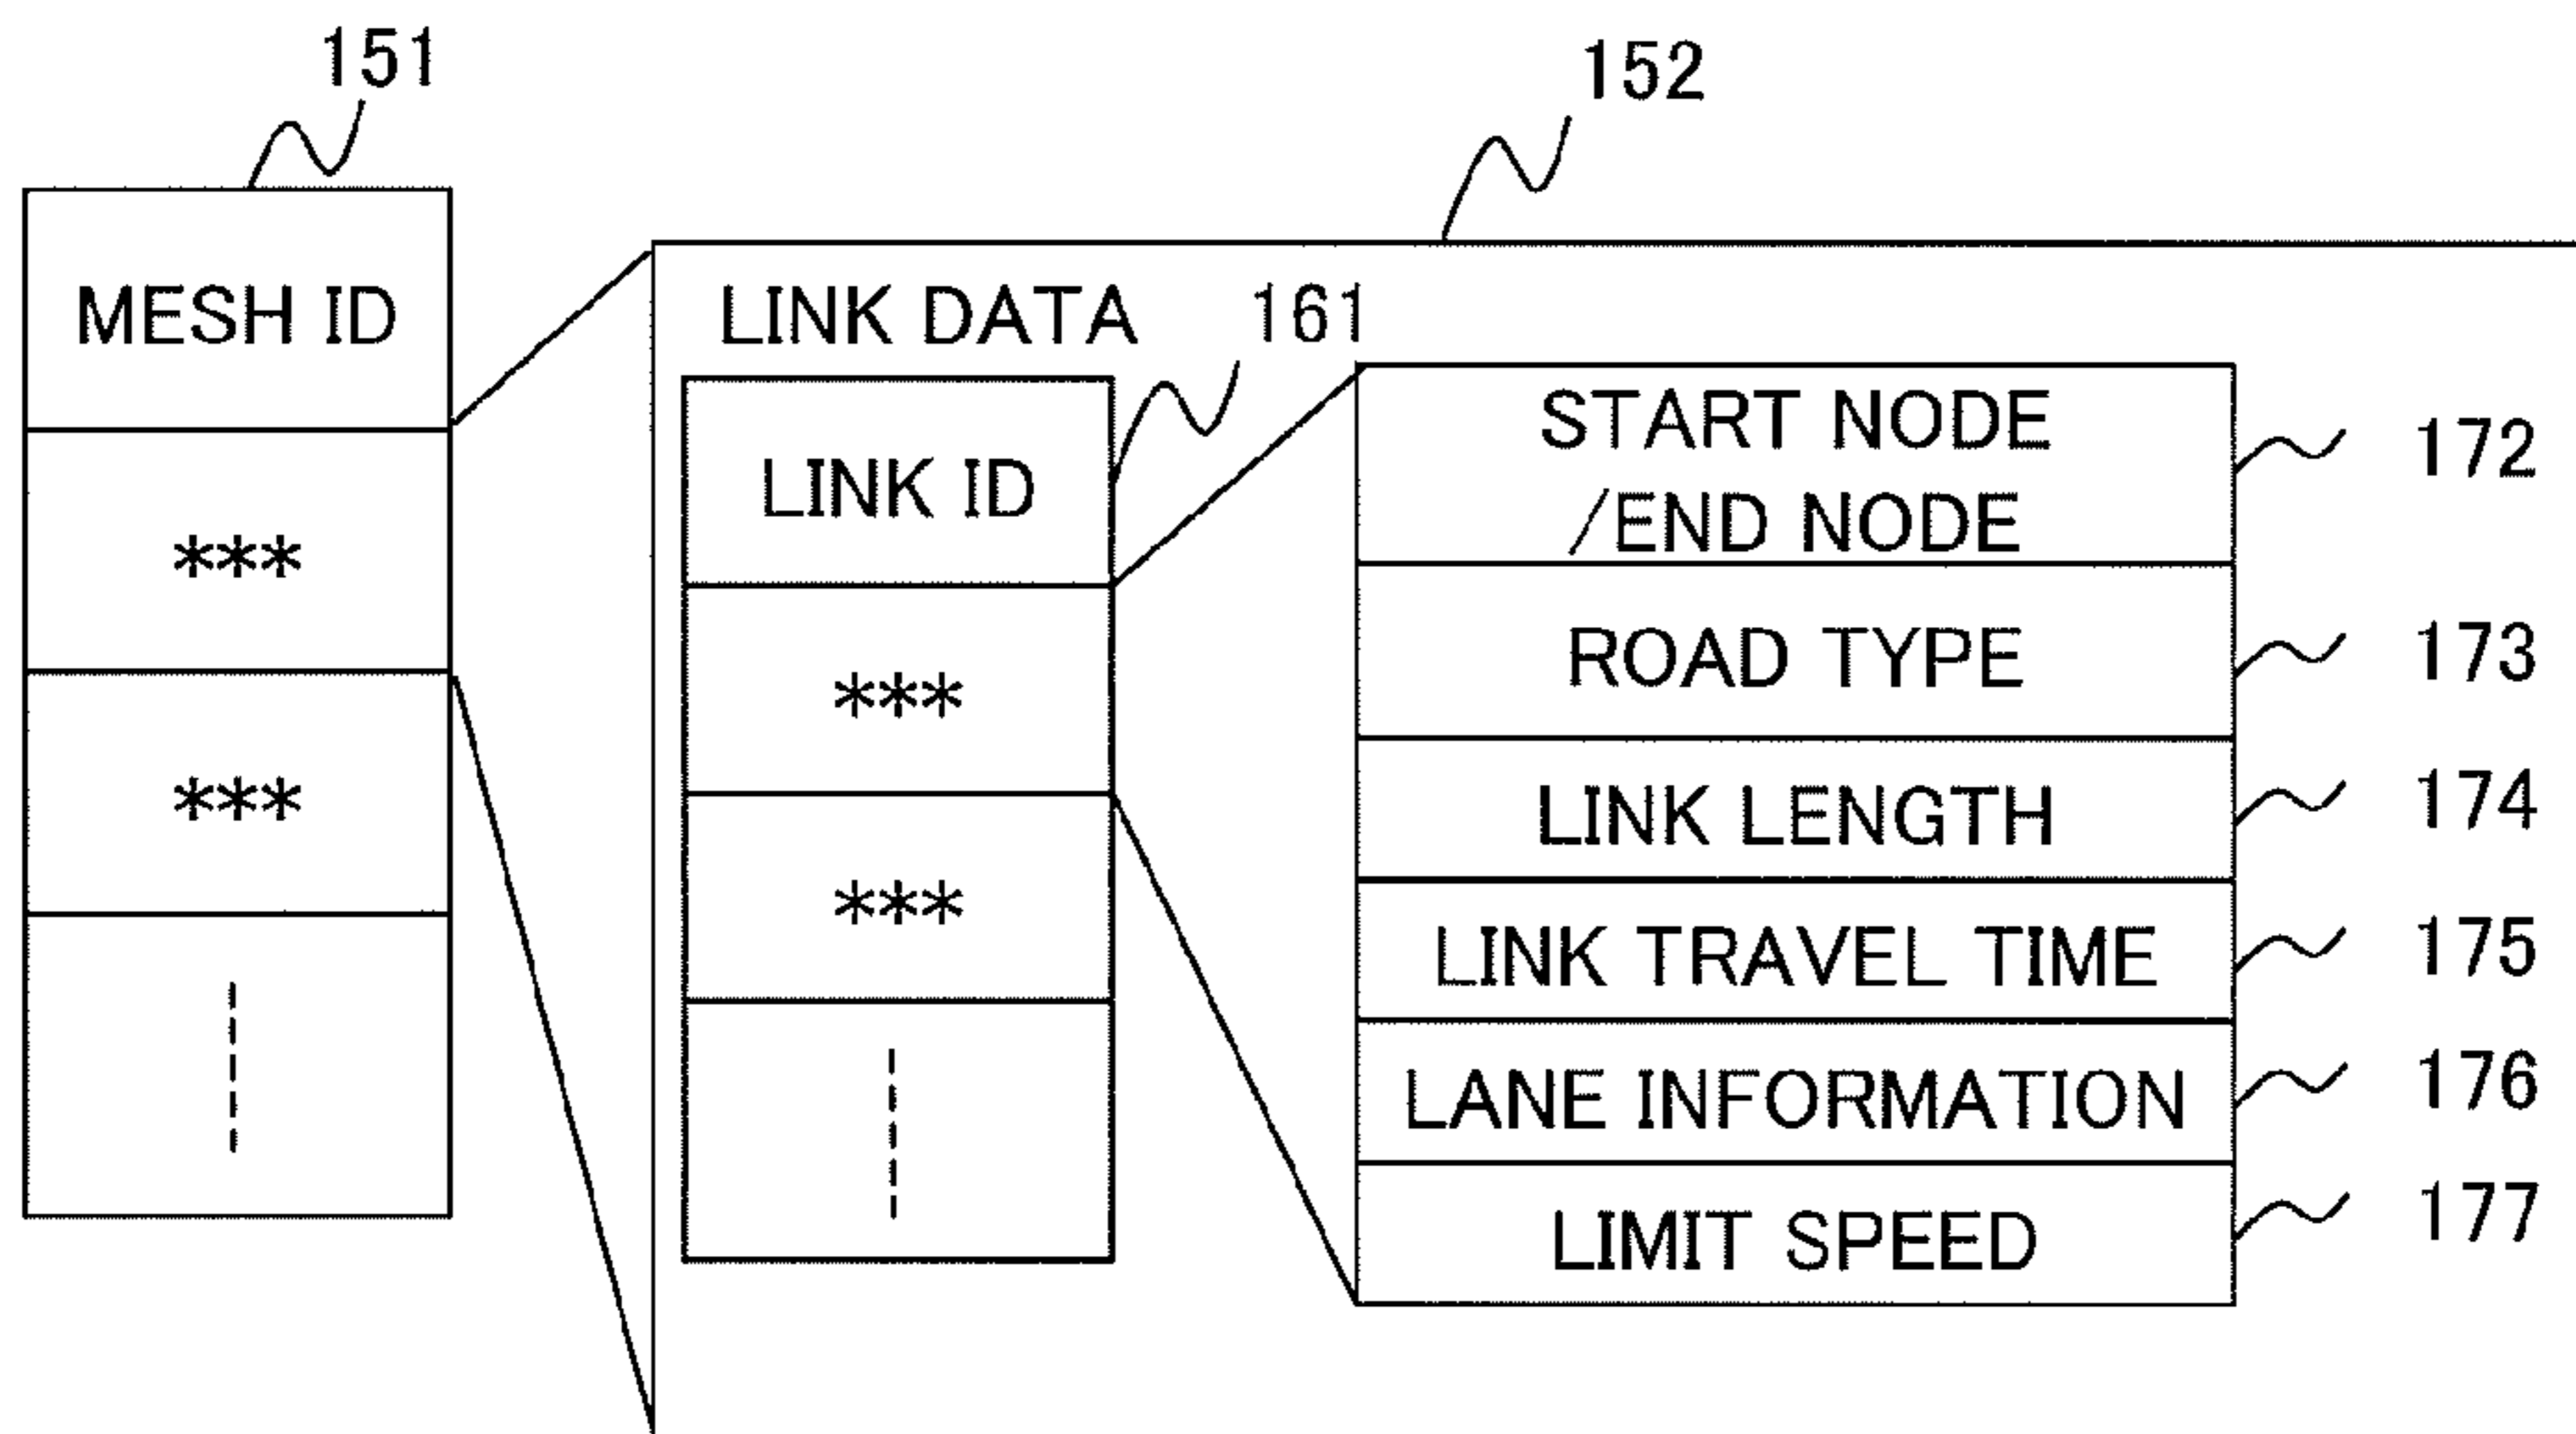 151
152
MESH ID
***
***
LINK DATA
161
LINK ID
***
***
START NODE
/END NODE
172
ROAD TYPE
173
LINK LENGTH
174
LINK TRAVEL TIME
175
LANE INFORMATION
176
LIMIT SPEED
177